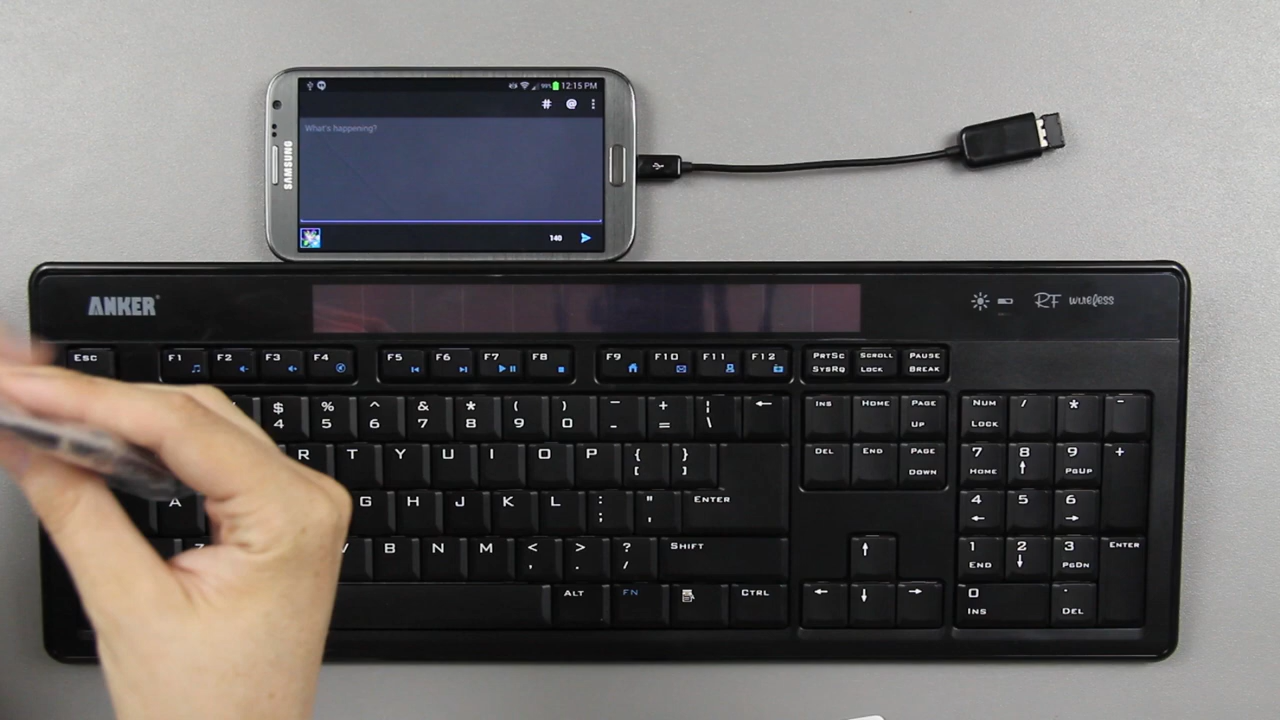 99% 12:15 PM
# @
What's happening?
140
SAMSUNG
ANKER
RF wireless
Esc F1 F2 F3 F4 F5 F6 F7 F8 F9 F10 F11 F12 PrtSc SysRq Scroll Lock Pause Break
$ 4 % 5 ^ 6 & 7 * 8 ( 9 ) 0 _ - + = | \ Ins Home Page Up Num Lock / * -
R T Y U I O P { [ } ] Del End Page Down 7 Home 8 9 PgUp +
A G H J K L : ; " ' Enter 4 5 6
Z V B N M < , > . ? / Shift 1 End 2 3 PgDn Enter
Alt FN Ctrl 0 Ins . Del